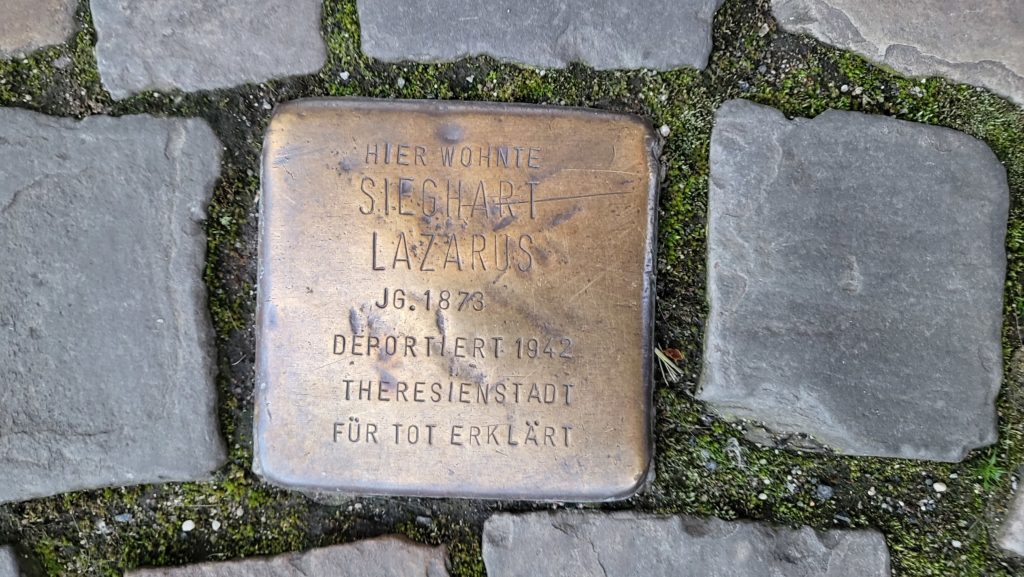 HIER WOHNTE
SIEGHART
LAZARUS
JG. 1873
DEPORTIERT 1942
THERESIENSTADT
FÜR TOT ERKLÄRT